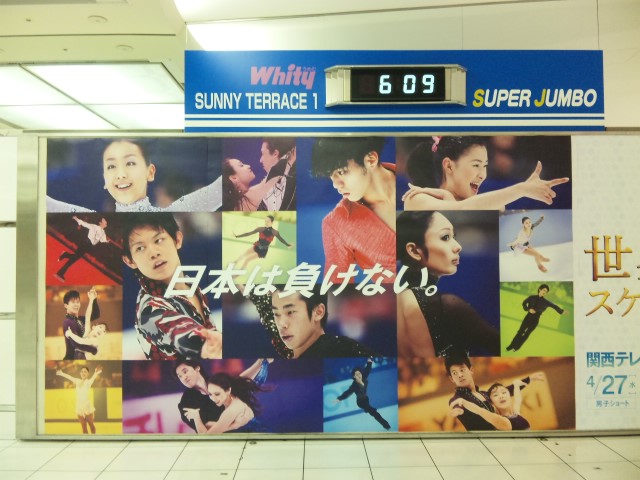 Whity
SUNNY TERRACE 1
6 09
SUPER JUMBO
日本は負けない。
世
スケ
関西テレ
4/27
男子ショート